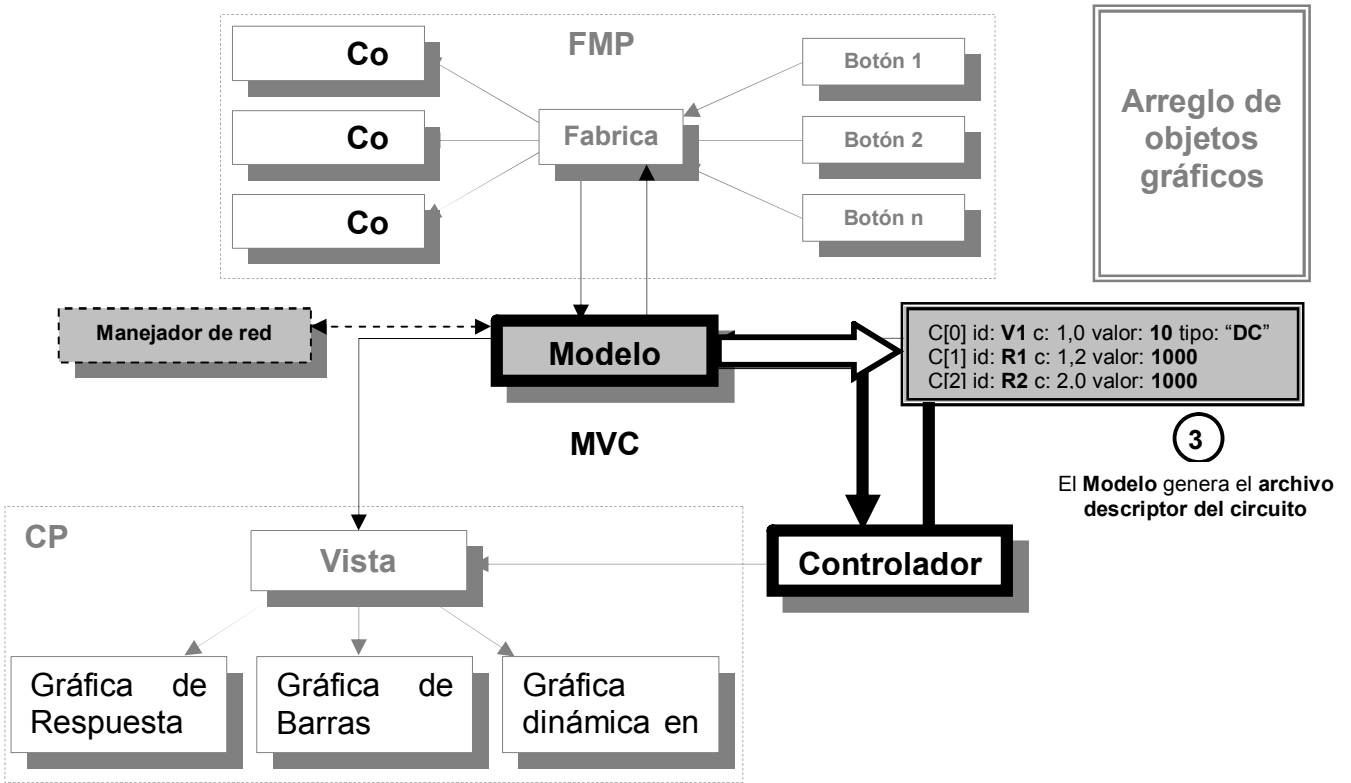 FMP
Co
Co
Co
Fabrica
Botón 1
Botón 2
Botón n
Arreglo de
objetos
gráficos
Manejador de red
Modelo
MVC
C[0] id: V1 c: 1,0 valor: 10 tipo: “DC”
C[1] id: R1 c: 1,2 valor: 1000
C[2] id: R2 c: 2,0 valor: 1000
3
El Modelo genera el archivo
descriptor del circuito
CP
Vista
Controlador
Gráfica de
Respuesta
Gráfica de
Barras
Gráfica
dinámica en